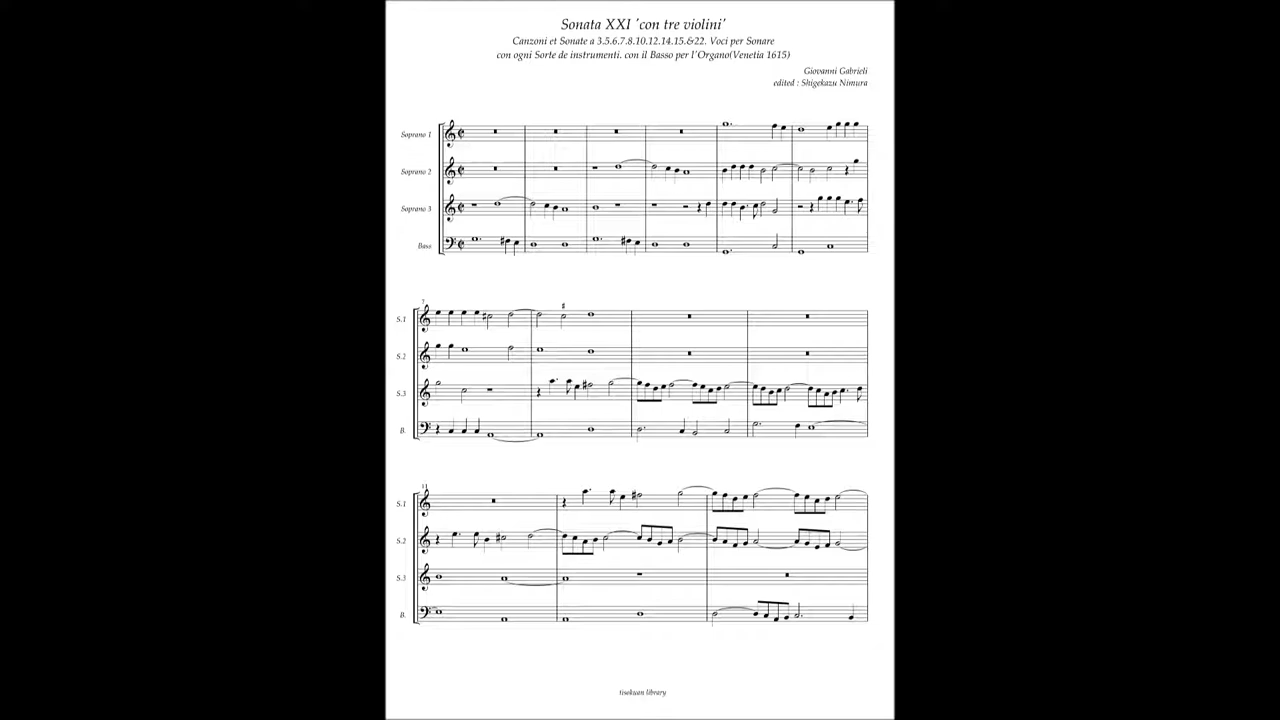 Sonata XXI 'con tre violini'
Canzoni et Sonate a 3.5.6.7.8.10.12.14.15.&22. Voci per Sonare
con ogni Sorte de instrumenti. con il Basso per l'Organo(Venetia 1615)
Giovanni Gabrieli
edited : Shigekazu Nimura
Soprano 1
Soprano 2
Soprano 3
Bass
7
S.1
S.2
S.3
B.
11
S.1
S.2
S.3
B.
tisekuan library